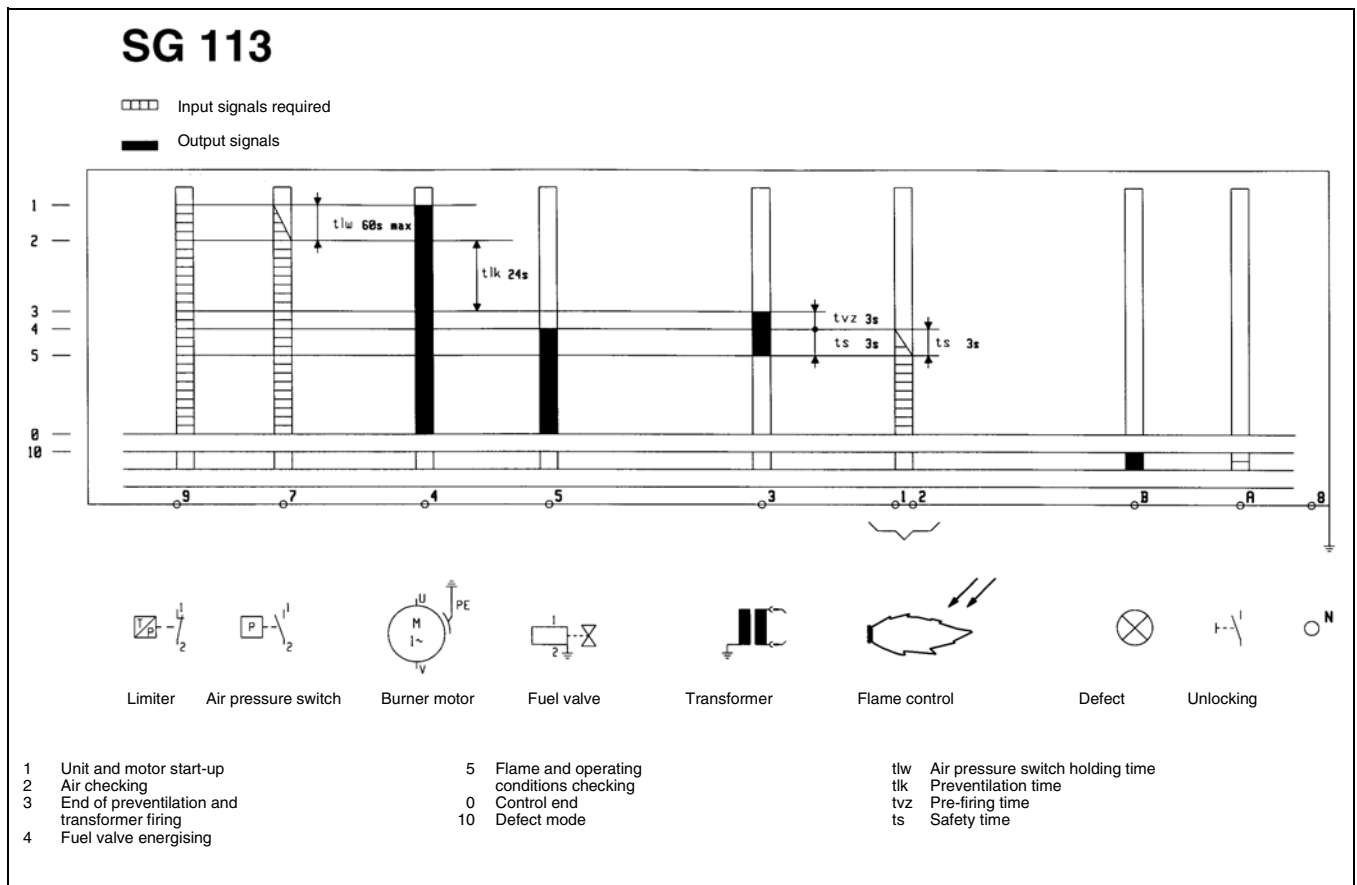 SG 113
Input signals required
Output signals
1
tlw 60s max
2
tlk 24s
3
tvz 3s
4
ts 3s
ts 3s
5
0
10
9 7 4 5 3 1 2 B A 8
T/P 1 2
P 1 2
U PE
M
1~
V
1
2
N
Limiter Air pressure switch Burner motor Fuel valve Transformer Flame control Defect Unlocking
1 Unit and motor start-up
2 Air checking
3 End of preventilation and
transformer firing
4 Fuel valve energising
5 Flame and operating
conditions checking
0 Control end
10 Defect mode
tlw Air pressure switch holding time
tlk Preventilation time
tvz Pre-firing time
ts Safety time